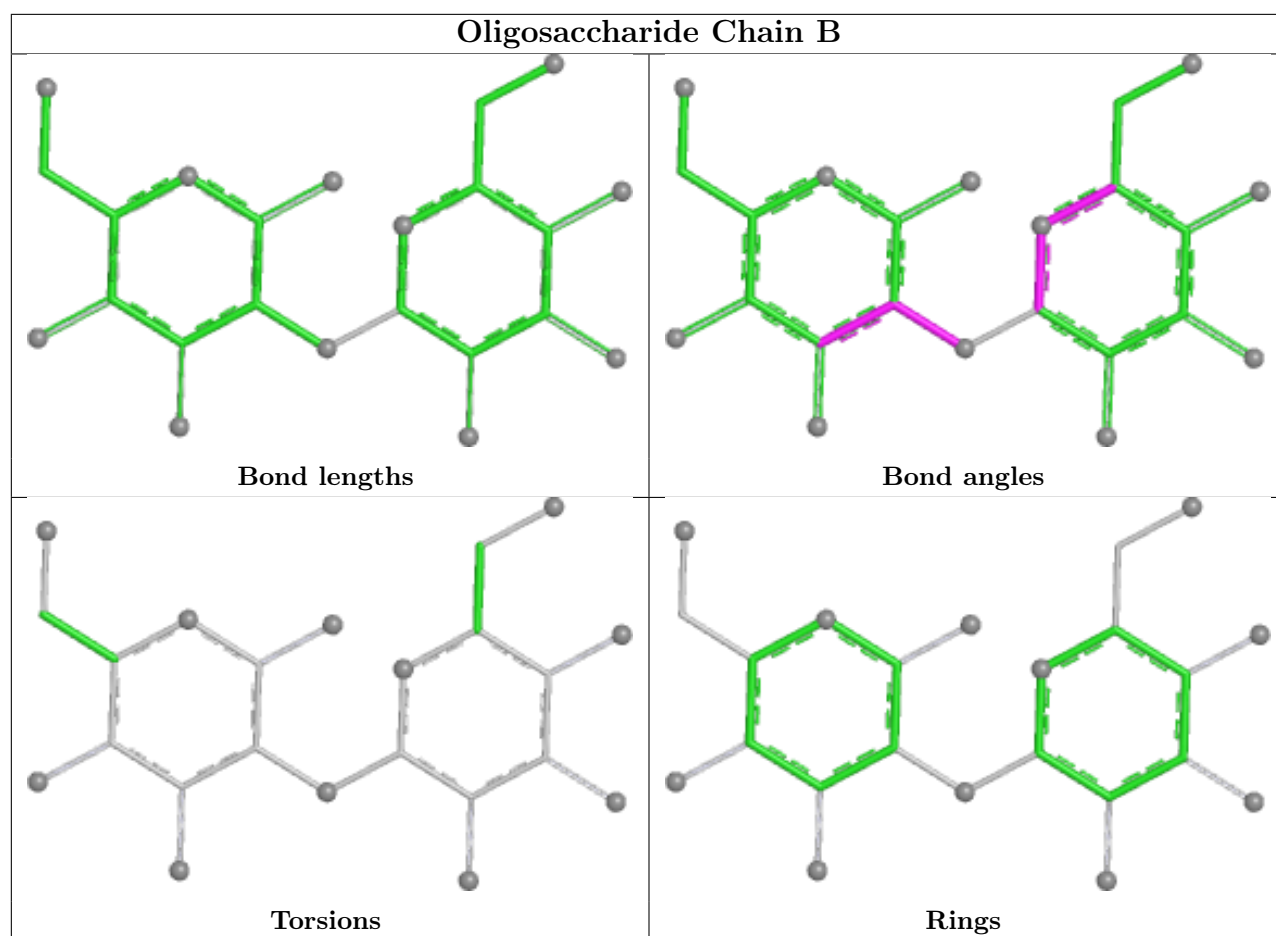 Oligosaccharide Chain B
Bond lengths
Bond angles
Torsions
Rings